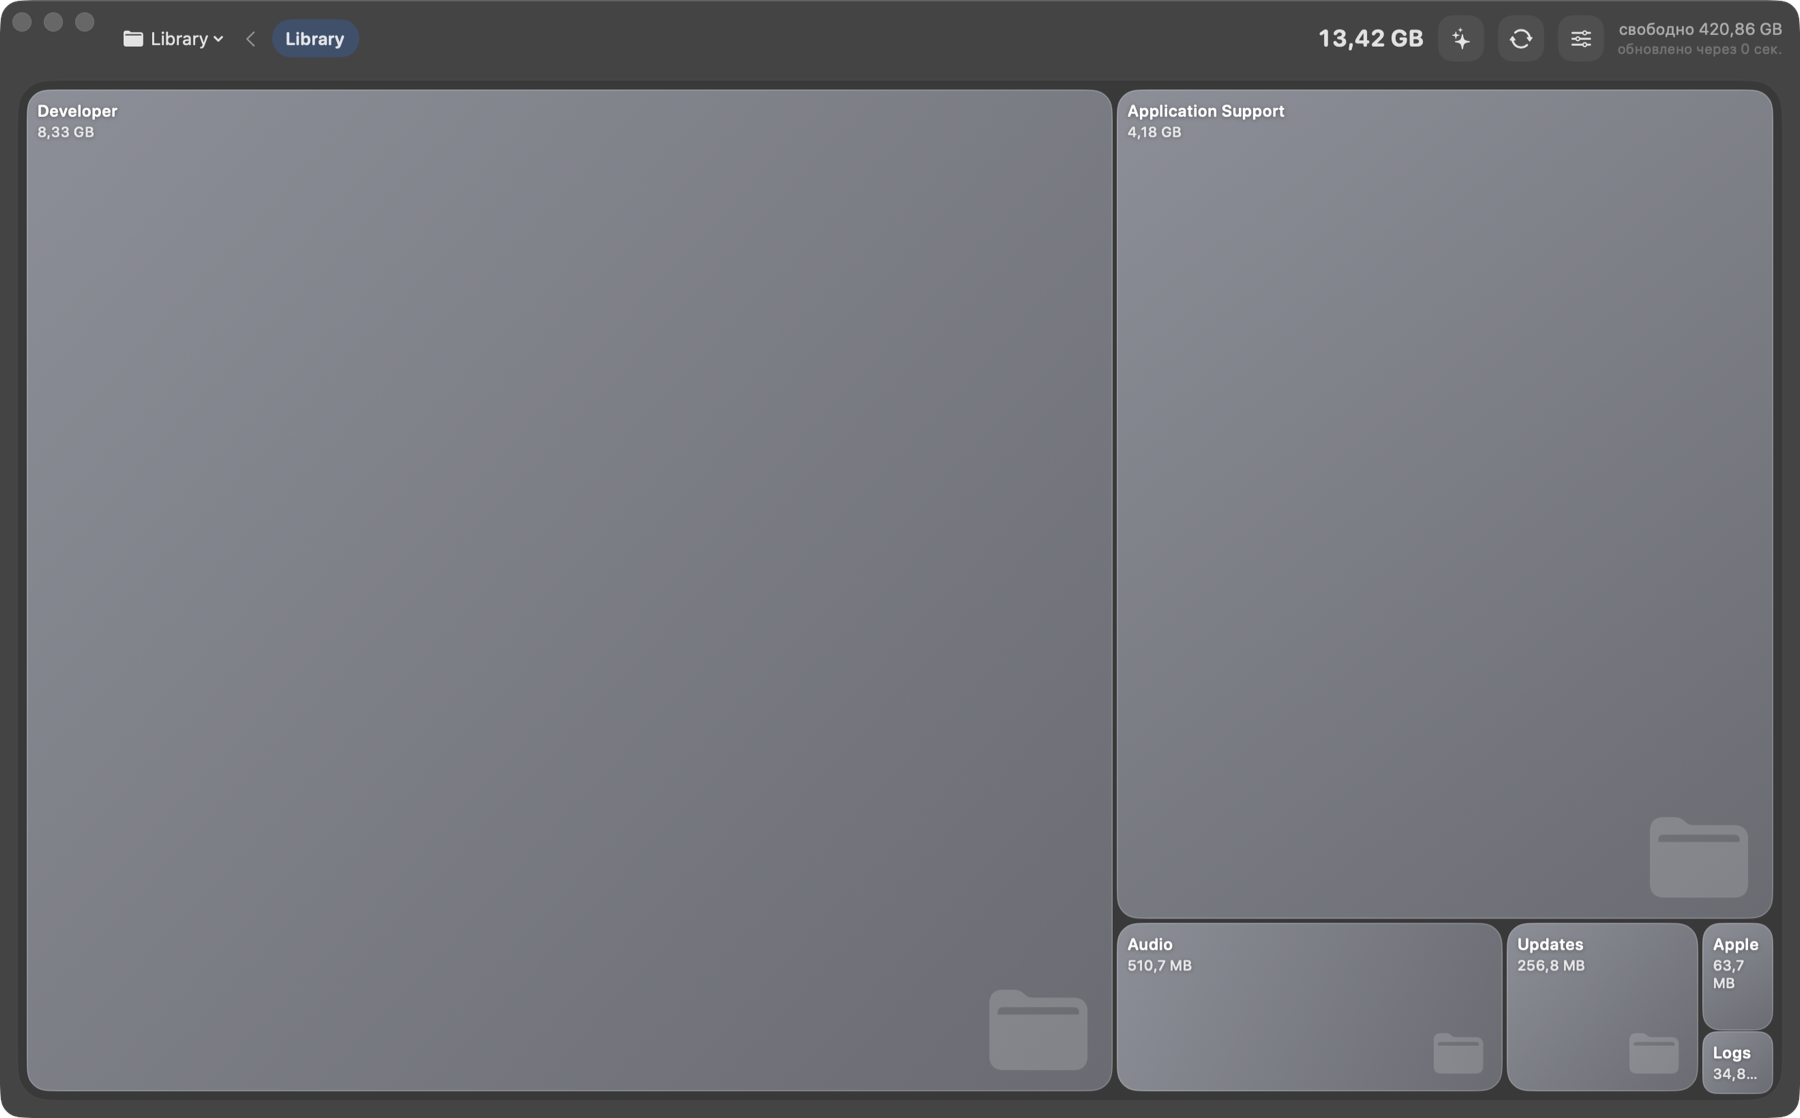 Library
Library
13,42 GB
свободно 420,86 GB
обновлено через 0 сек.
Developer
8,33 GB
Application Support
4,18 GB
Audio
510,7 MB
Updates
256,8 MB
Apple
63,7
MB
Logs
34,8...